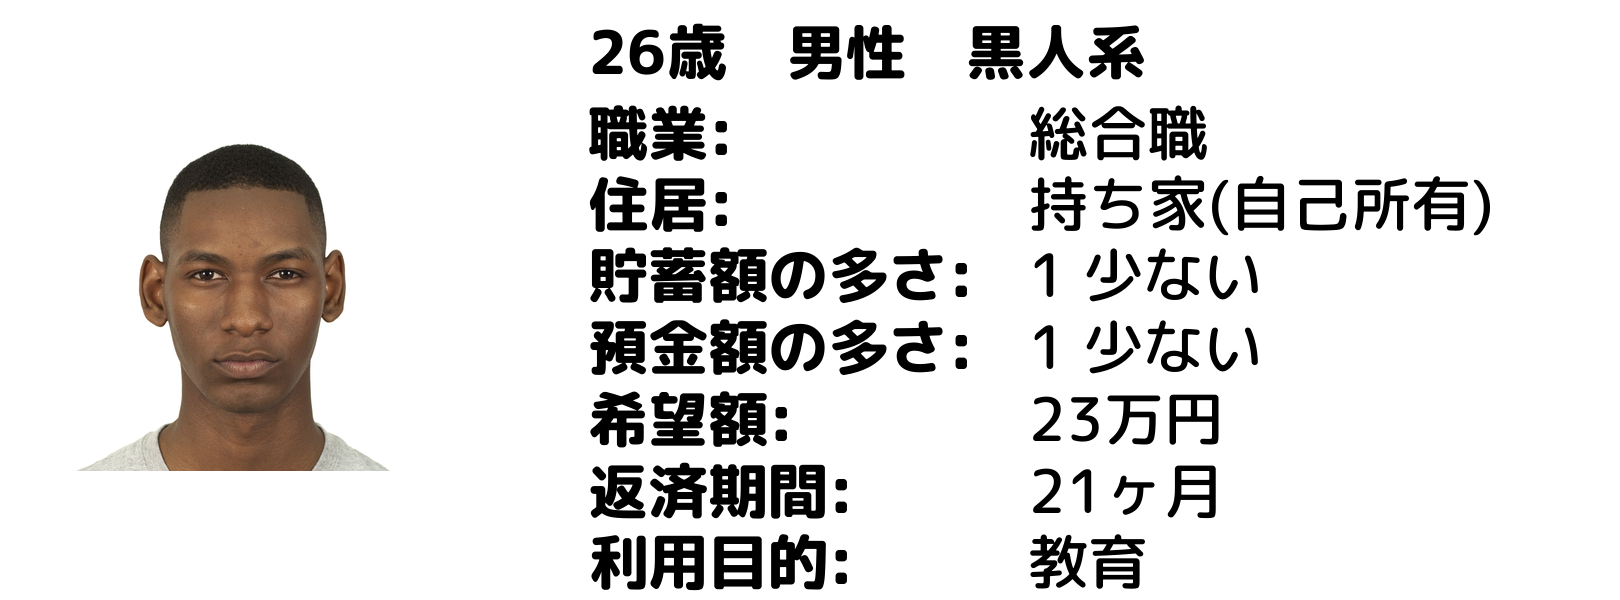 26歳　男性　黒人系
職業: 総合職
住居: 持ち家(自己所有)
貯蓄額の多さ: 1 少ない
預金額の多さ: 1 少ない
希望額: 23万円
返済期間: 21ヶ月
利用目的: 教育